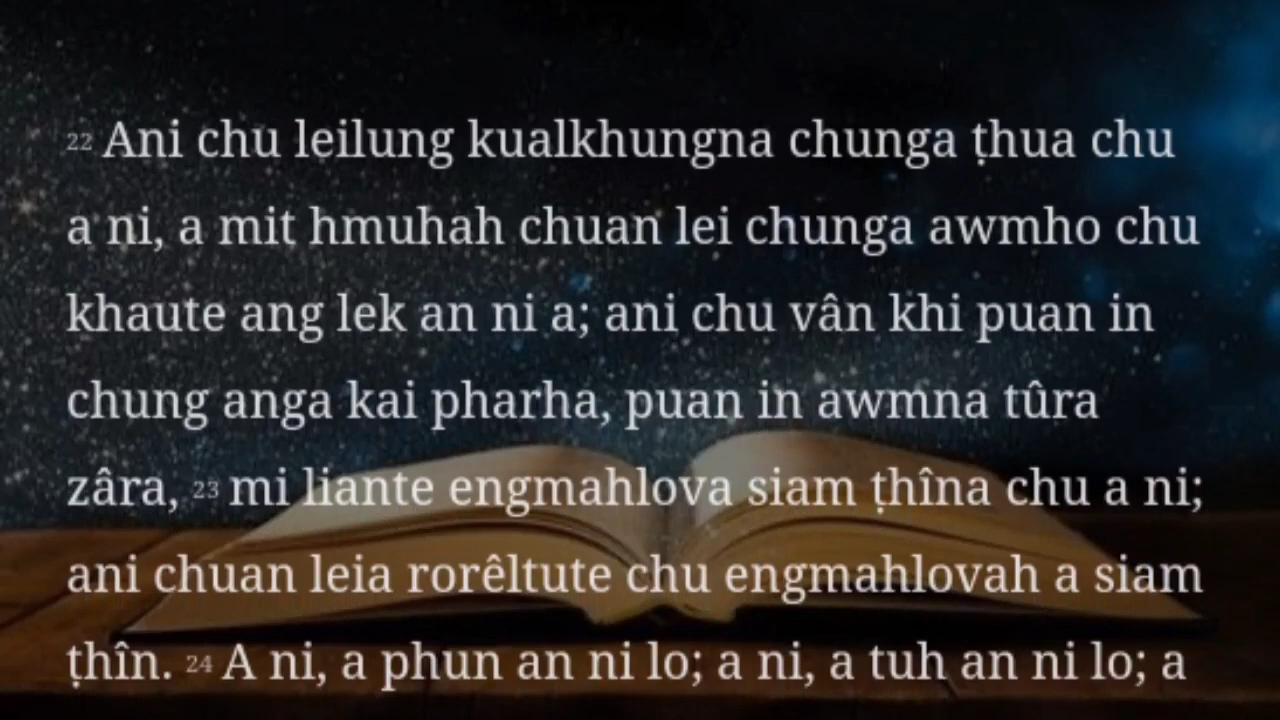 22 Ani chu leilung kualkhungna chunga ṭhua chu
a ni, a mit hmuhah chuan lei chunga awmho chu
khaute ang lek an ni a; ani chu vân khi puan in
chung anga kai pharha, puan in awmna tûra
zâra, 23 mi liante engmahlova siam ṭhîna chu a ni;
ani chuan leia rorêltute chu engmahlovah a siam
ṭhîn. 24 A ni, a phun an ni lo; a ni, a tuh an ni lo; a